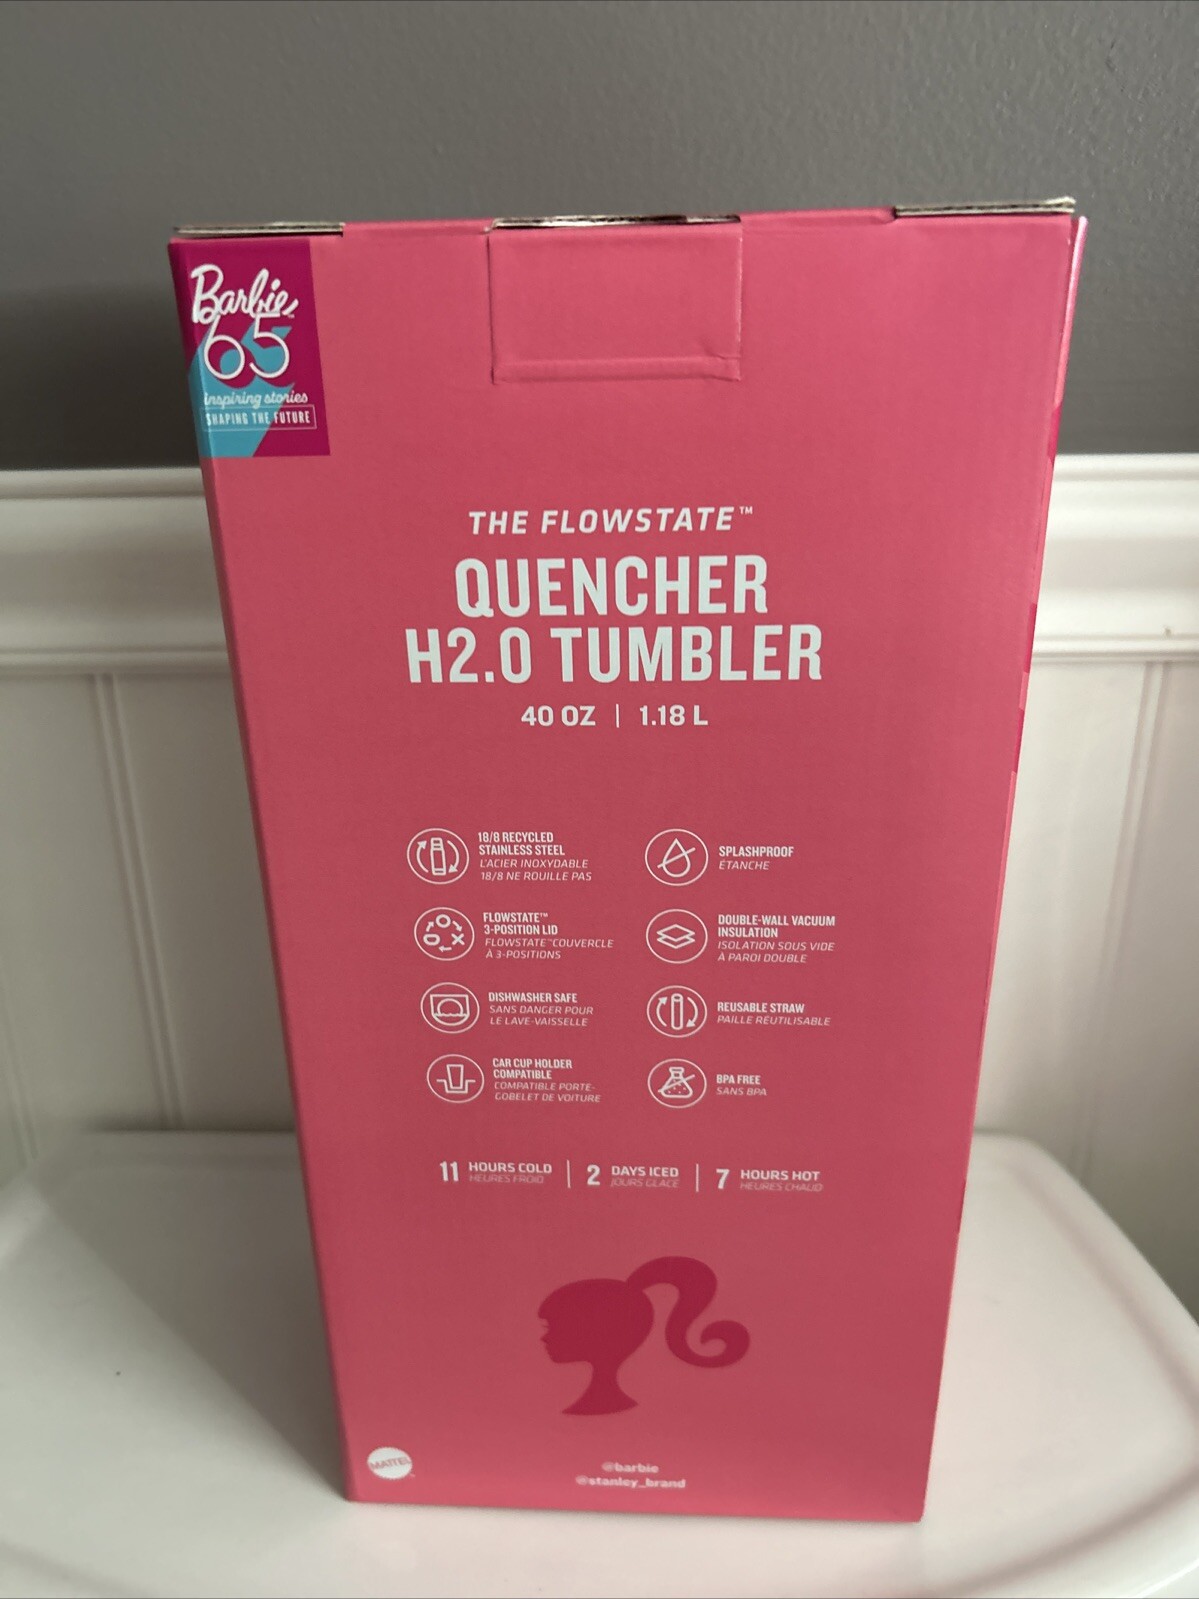 Barbie™
65
inspiring stories
SHAPING THE FUTURE
THE FLOWSTATE™
QUENCHER
H2.0 TUMBLER
40 OZ | 1.18 L
18/8 RECYCLED
STAINLESS STEEL
L'ACIER INOXYDABLE
18/8 NE ROUILLE PAS
SPLASHPROOF
ÉTANCHE
FLOWSTATE™
3-POSITION LID
FLOWSTATE™ COUVERCLE
À 3-POSITIONS
DOUBLE-WALL VACUUM
INSULATION
ISOLATION SOUS VIDE
À PAROI DOUBLE
DISHWASHER SAFE
SANS DANGER POUR
LE LAVE-VAISSELLE
REUSABLE STRAW
PAILLE RÉUTILISABLE
CAR CUP HOLDER
COMPATIBLE
COMPATIBLE PORTE-
GOBELET DE VOITURE
BPA FREE
SANS BPA
11 HOURS COLD
HEURES FROID
2 DAYS ICED
JOURS GLACÉ
7 HOURS HOT
HEURES CHAUD
MATTEL
@barbie
@stanley_brand